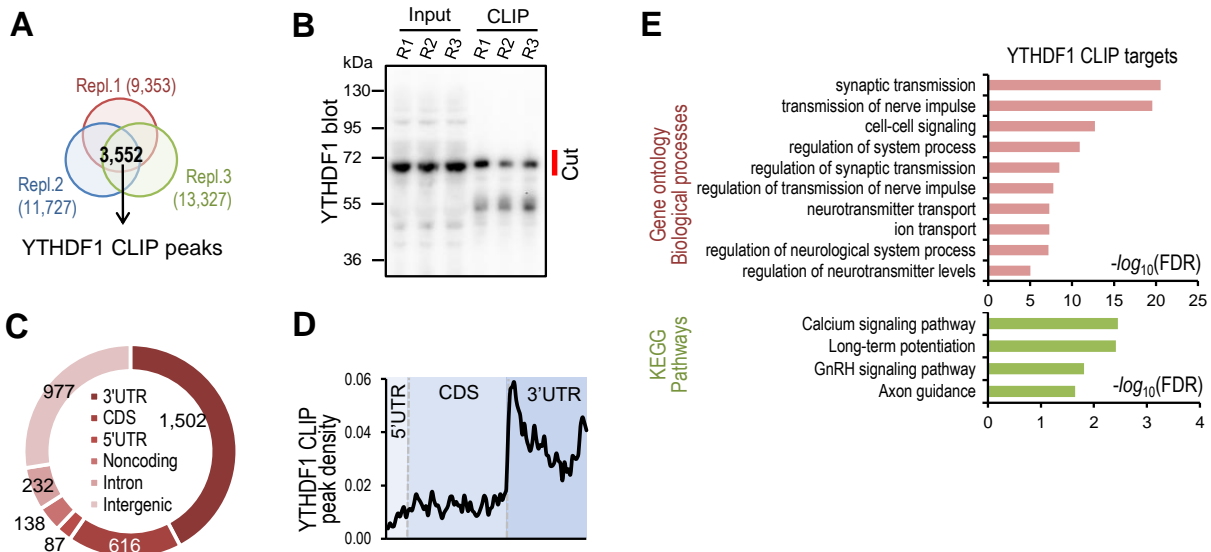 A
Repl.1 (9,353)
3,552
Repl.2
(11,727)
Repl.3
(13,327)
YTHDF1 CLIP peaks
B
Input CLIP
R1 R2 R3 R1 R2 R3
kDa
130
95
72
55
36
YTHDF1 blot
Cut
C
977
1,502
232
138
87
616
3'UTR
CDS
5'UTR
Noncoding
Intron
Intergenic
D
YTHDF1 CLIP
peak density
0.06
0.04
0.02
0.00
5'UTR
CDS
3’UTR
E
YTHDF1 CLIP targets
Gene ontology
Biological processes
synaptic transmission
transmission of nerve impulse
cell-cell signaling
regulation of system process
regulation of synaptic transmission
regulation of transmission of nerve impulse
neurotransmitter transport
ion transport
regulation of neurological system process
regulation of neurotransmitter levels
-log10(FDR)
0 5 10 15 20 25
KEGG
Pathways
Calcium signaling pathway
Long-term potentiation
GnRH signaling pathway
Axon guidance
-log10(FDR)
0 1 2 3 4